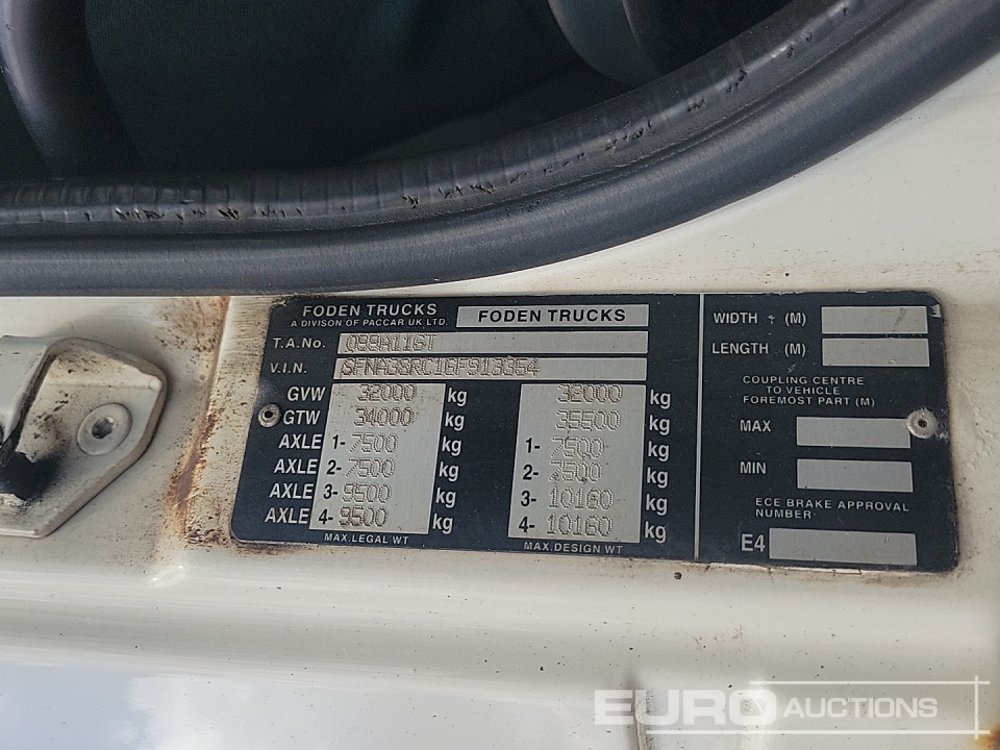 FODEN TRUCKS
A DIVISON OF PACCAR UK LTD.
FODEN TRUCKS
T.A.No. Q99A11GT
V.I.N. SFNA38RC16F913354
GVW 32000 kg 32000 kg
GTW 34000 kg 35500 kg
AXLE 1- 7500 kg 1- 7500 kg
AXLE 2- 7500 kg 2- 7500 kg
AXLE 3- 9500 kg 3- 10160 kg
AXLE 4- 9500 kg 4- 10160 kg
MAX.LEGAL WT MAX.DESIGN WT
WIDTH (M)
LENGTH (M)
COUPLING CENTRE
TO VEHICLE
FOREMOST PART (M)
MAX
MIN
ECE BRAKE APPROVAL
NUMBER
E4
EURO AUCTIONS